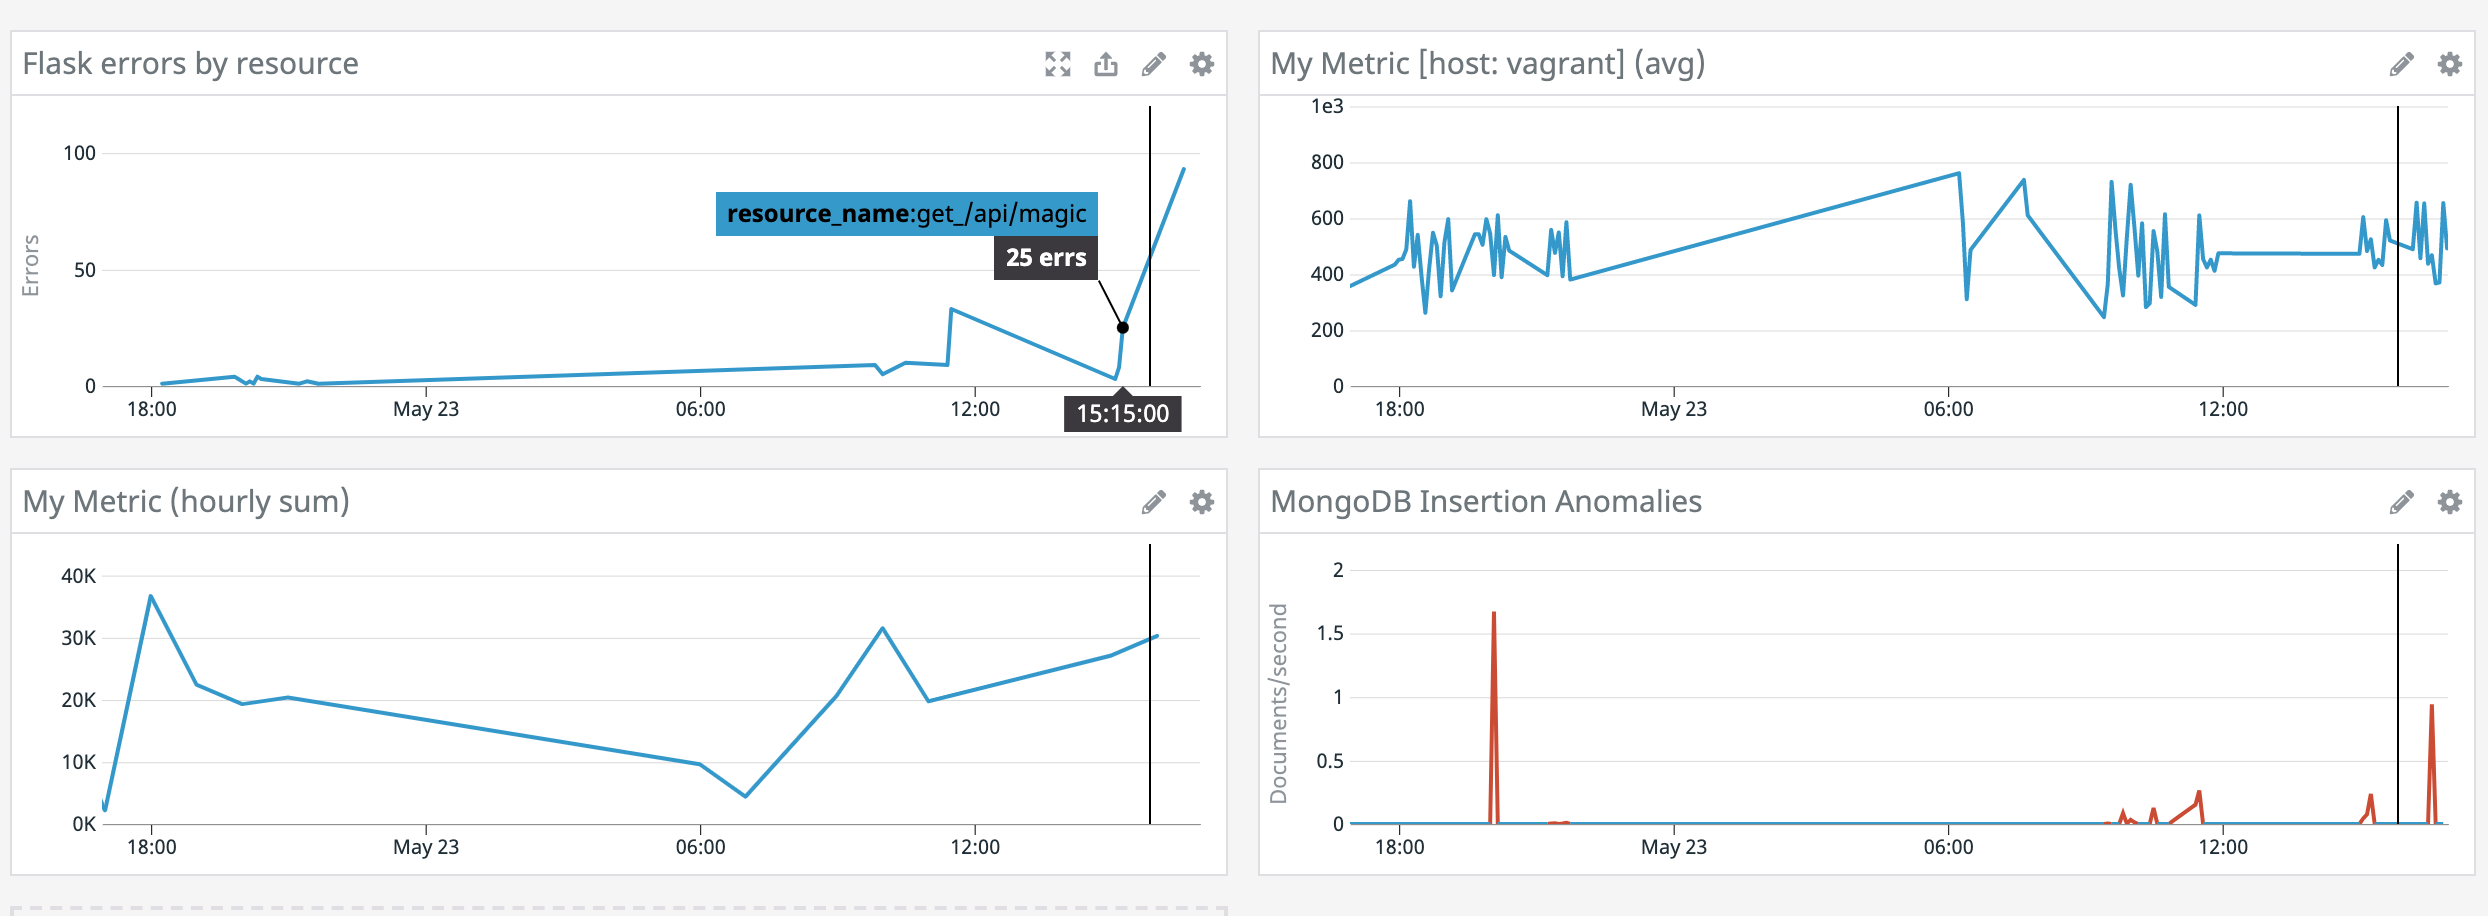 Flask errors by resource
100
50
0
Errors
resource_name:get_/api/magic
25 errs
18:00
May 23
06:00
12:00
15:15:00
My Metric [host: vagrant] (avg)
1e3
800
600
400
200
0
18:00
May 23
06:00
12:00
My Metric (hourly sum)
40K
30K
20K
10K
0K
18:00
May 23
06:00
12:00
MongoDB Insertion Anomalies
2
1.5
1
0.5
0
Documents/second
18:00
May 23
06:00
12:00